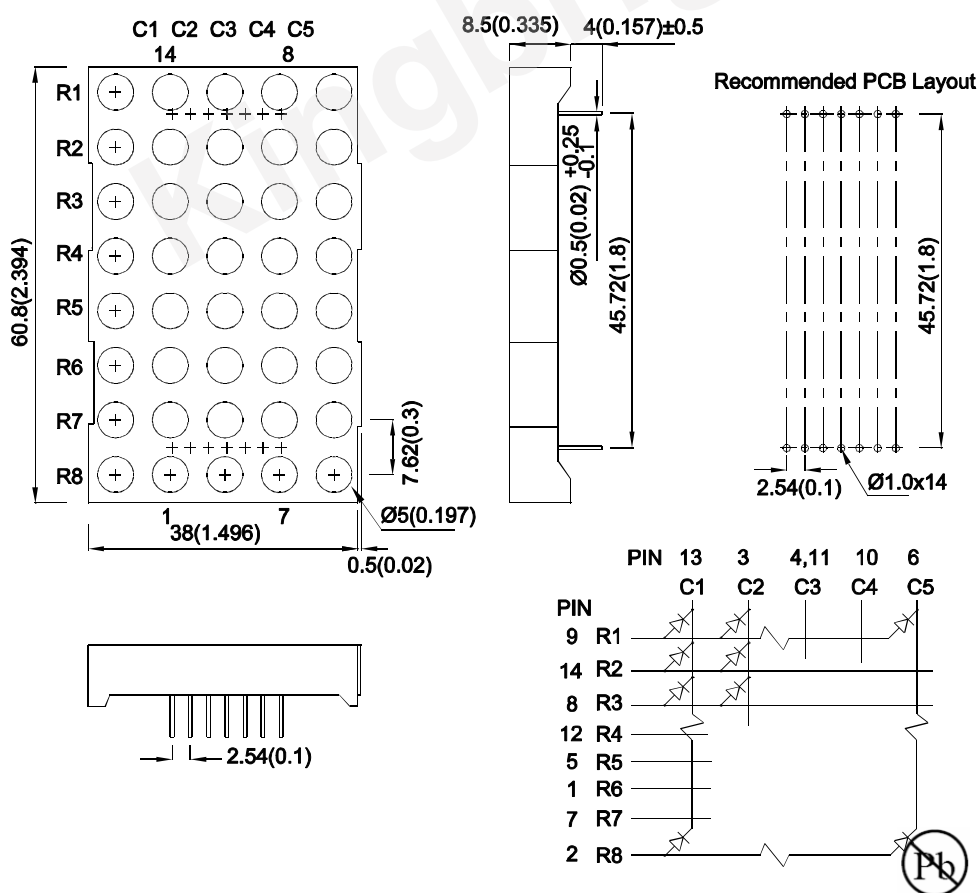 C1 C2 C3 C4 C5
14 8
R1
R2
R3
R4
R5
R6
R7
R8
60.8(2.394)
1 7
38(1.496)
0.5(0.02)
Ø5(0.197)
7.62(0.3)
8.5(0.335) 4(0.157)±0.5
Ø0.5(0.02) +0.25 -0.1
45.72(1.8)
Recommended PCB Layout
45.72(1.8)
2.54(0.1)
Ø1.0x14
2.54(0.1)
PIN 13 3 4,11 10 6
C1 C2 C3 C4 C5
PIN
9 R1
14 R2
8 R3
12 R4
5 R5
1 R6
7 R7
2 R8
Pb